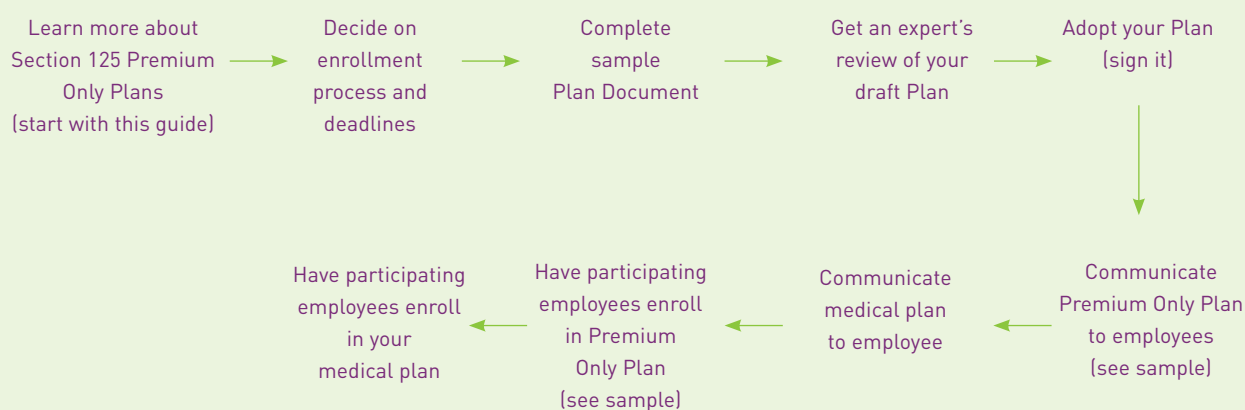 Learn more about
Section 125 Premium
Only Plans
(start with this guide)
Decide on
enrollment
process and
deadlines
Complete
sample
Plan Document
Get an expert’s
review of your
draft Plan
Adopt your Plan
(sign it)
Communicate
Premium Only Plan
to employees
(see sample)
Communicate
medical plan
to employee
Have participating
employees enroll
in Premium
Only Plan
(see sample)
Have participating
employees enroll
in your
medical plan